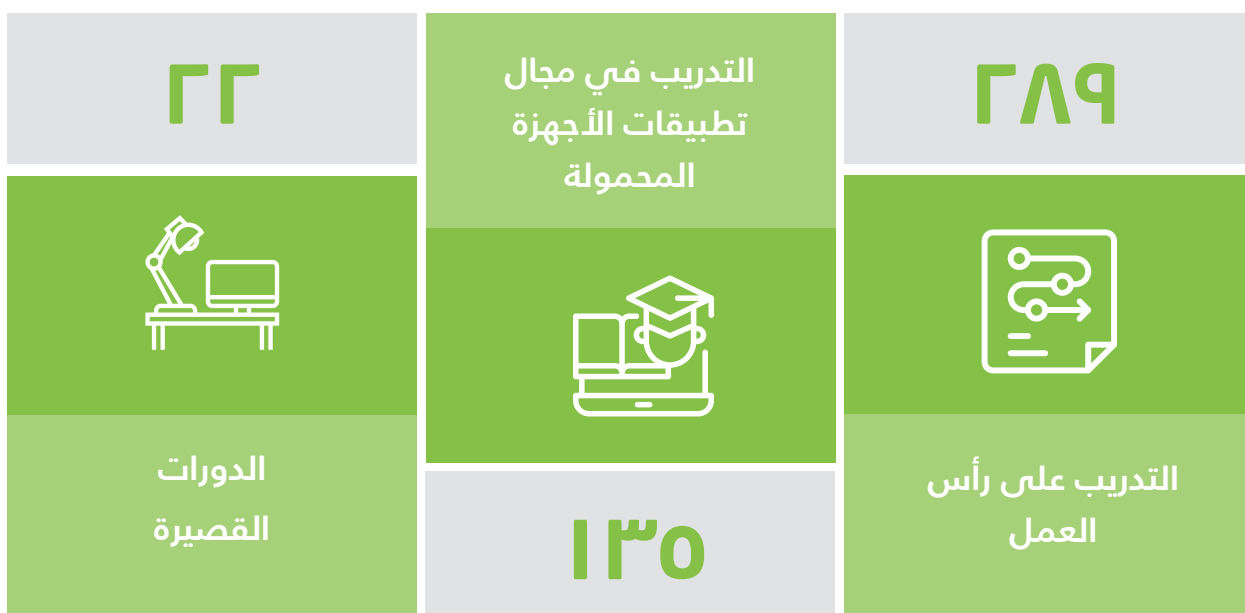 ٢٨٩
التدريب على رأس
العمل
التدريب في مجال
تطبيقات الأجهزة
المحمولة
١٣٥
٢٢
الدورات
القصيرة